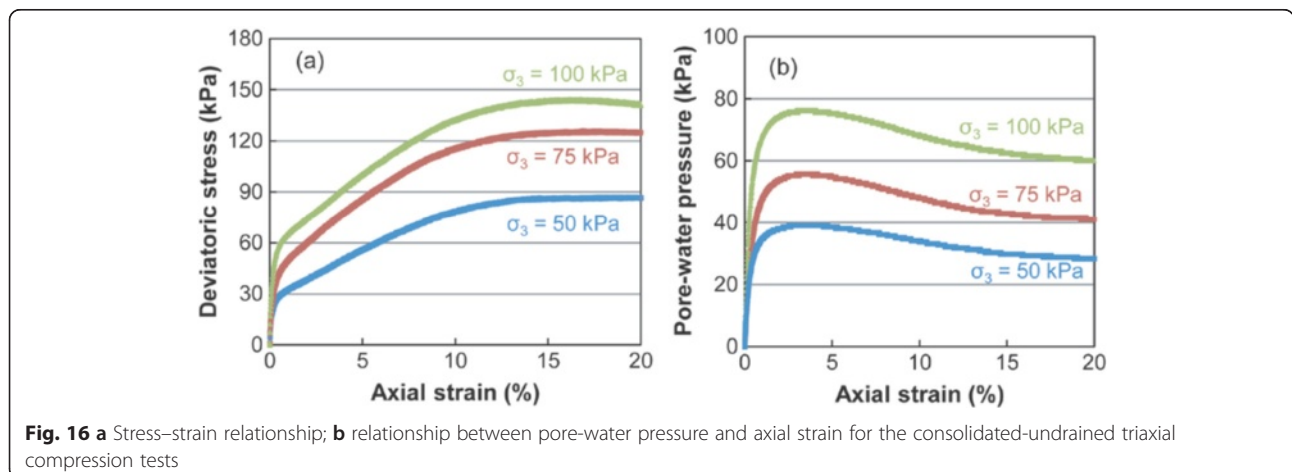 180
150
120
90
60
30
0
Deviatoric stress (kPa)
(a)
σ3 = 100 kPa
σ3 = 75 kPa
σ3 = 50 kPa
0 5 10 15 20
Axial strain (%)
100
80
60
40
20
0
Pore-water pressure (kPa)
(b)
σ3 = 100 kPa
σ3 = 75 kPa
σ3 = 50 kPa
0 5 10 15 20
Axial strain (%)
Fig. 16 a Stress–strain relationship; b relationship between pore-water pressure and axial strain for the consolidated-undrained triaxial
compression tests